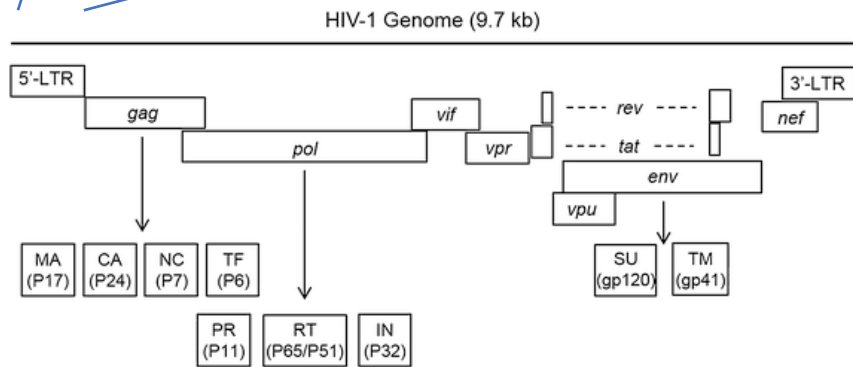 HIV-1 Genome (9.7 kb)
5'-LTR
3'-LTR
gag
vif
rev
nef
pol
vpr
tat
env
vpu
MA
(P17)
CA
(P24)
NC
(P7)
TF
(P6)
SU
(gp120)
TM
(gp41)
PR
(P11)
RT
(P65/P51)
IN
(P32)